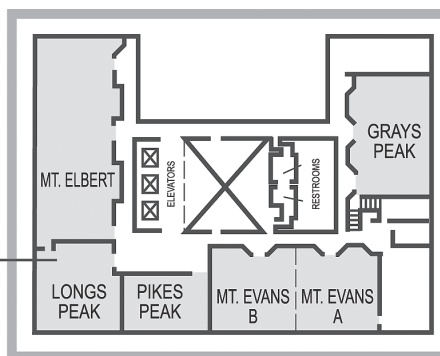 GRAYS
PEAK
MT. ELBERT
ELEVATORS
RESTROOMS
LONGS
PEAK
PIKES
PEAK
MT. EVANS
B
MT. EVANS
A